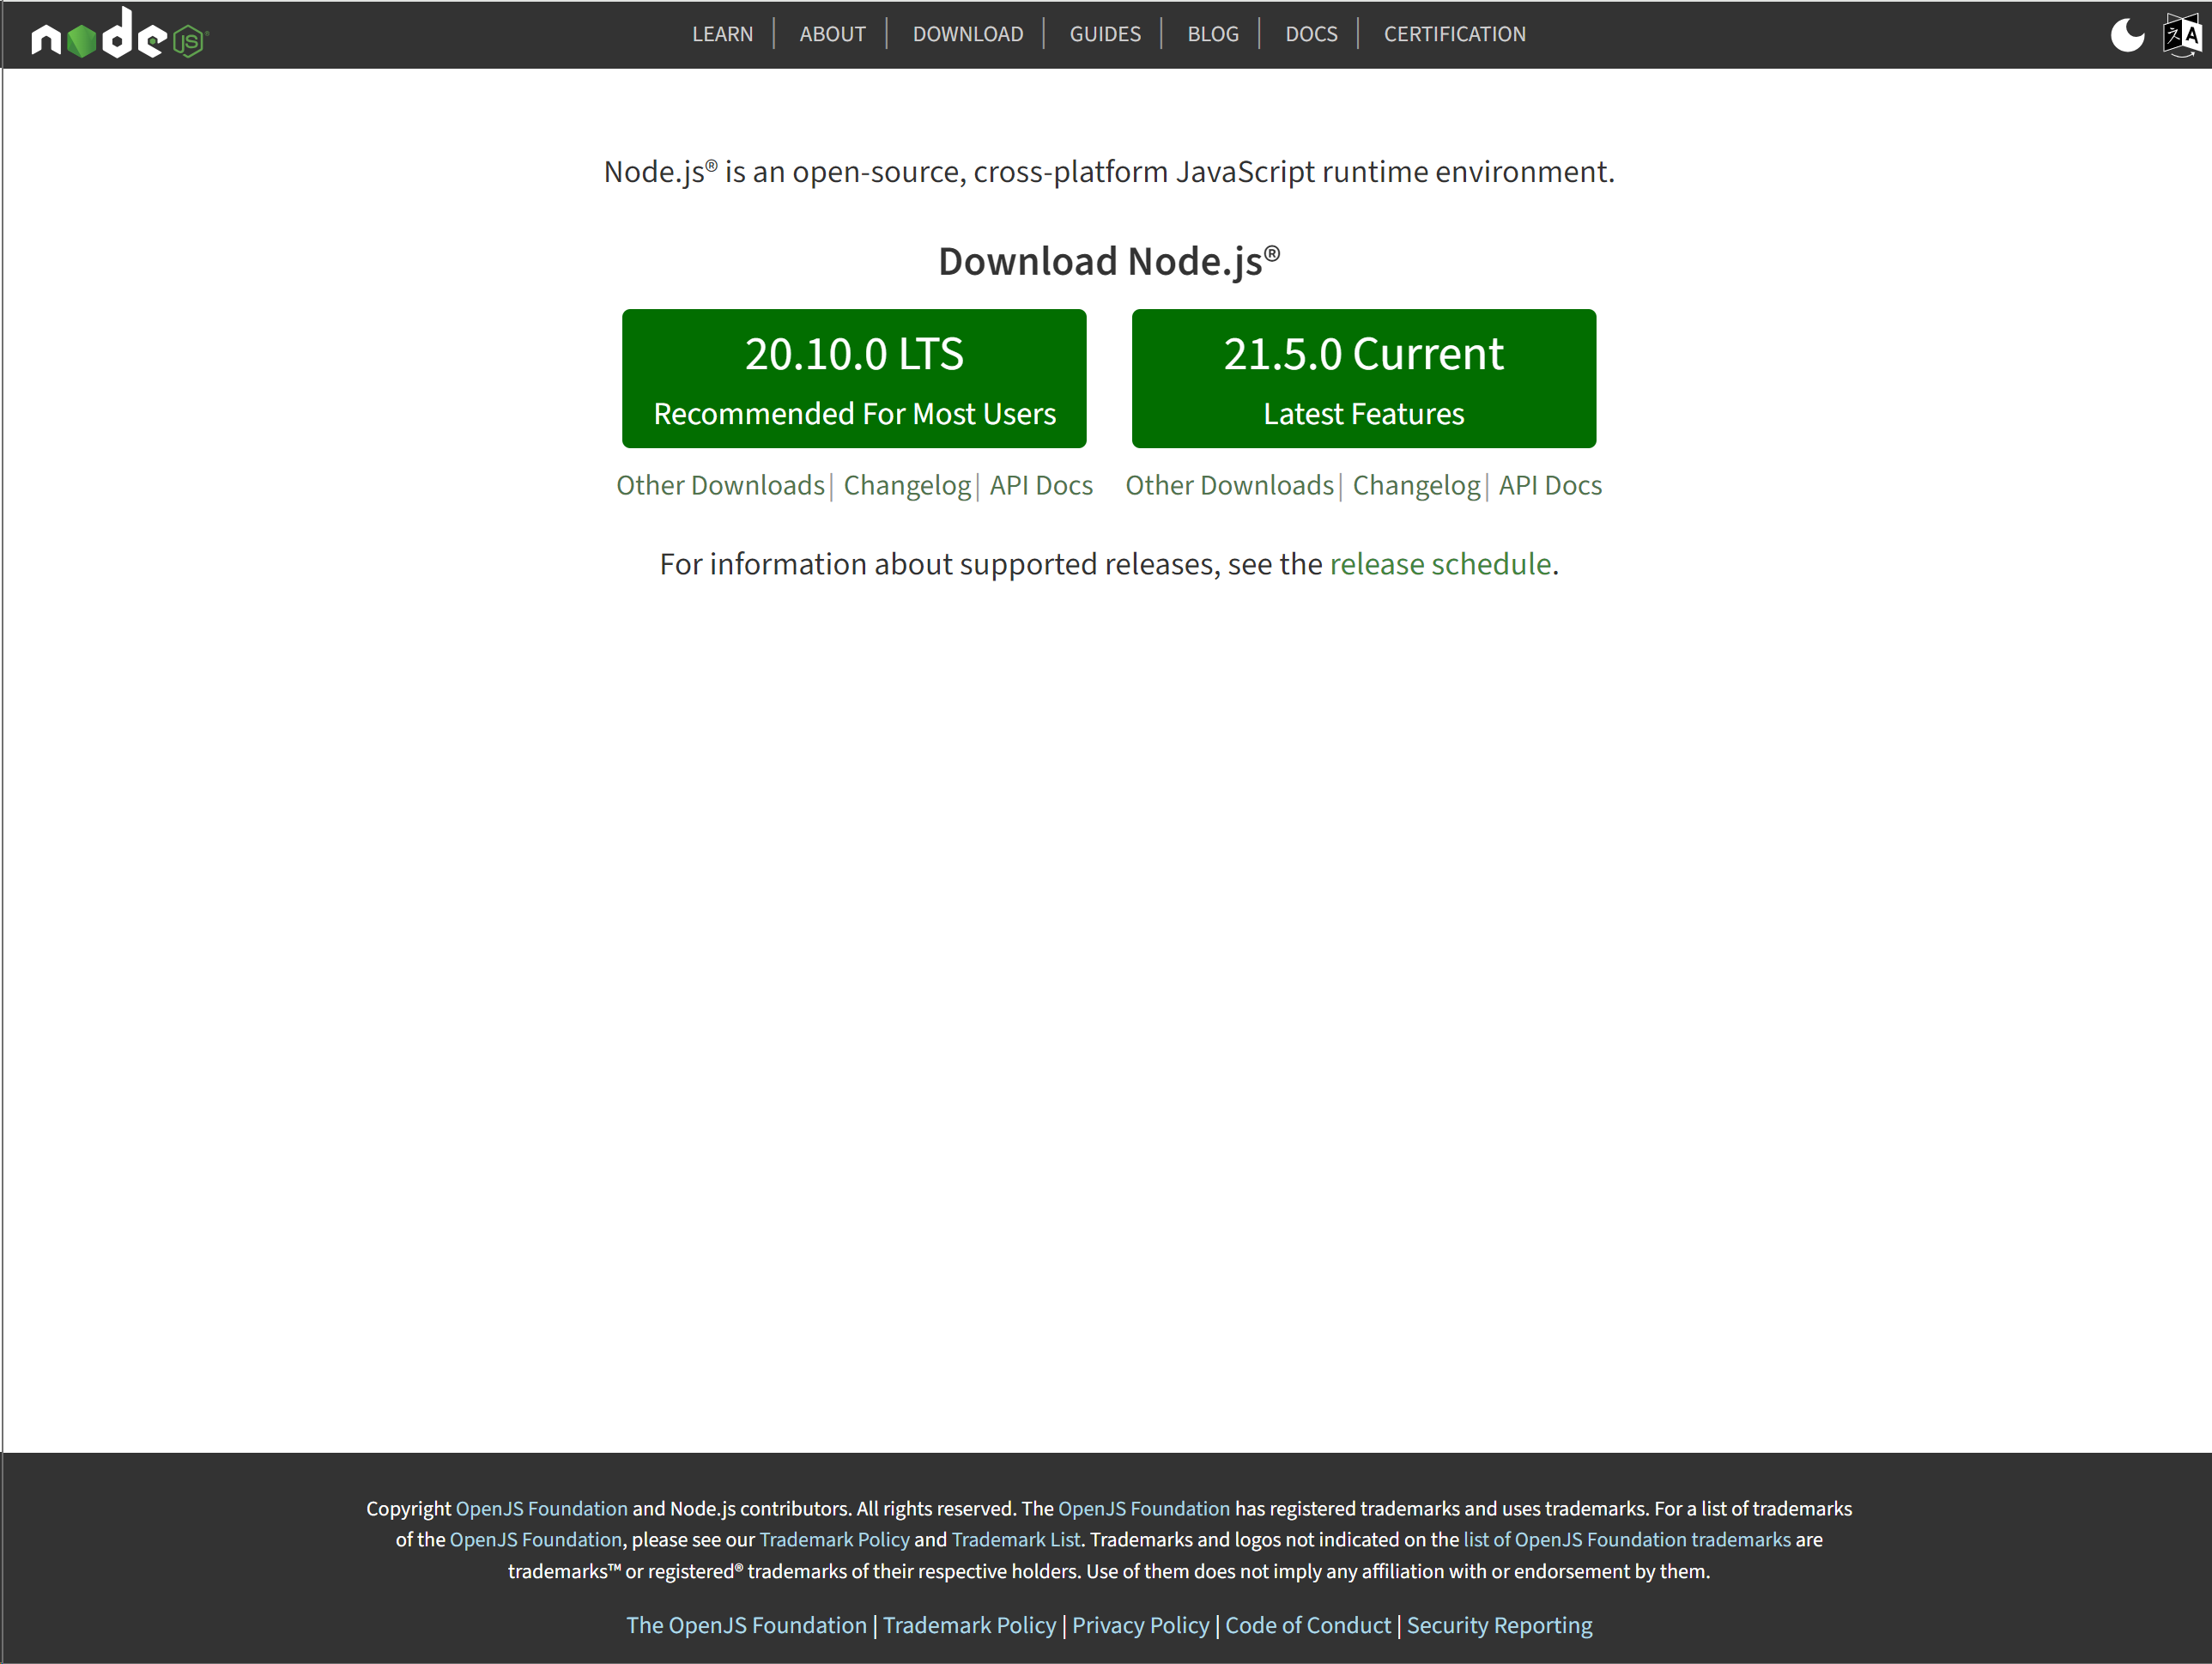 node JS®
LEARN | ABOUT | DOWNLOAD | GUIDES | BLOG | DOCS | CERTIFICATION
文 A
Node.js® is an open-source, cross-platform JavaScript runtime environment.
Download Node.js®
20.10.0 LTS
Recommended For Most Users
21.5.0 Current
Latest Features
Other Downloads | Changelog | API Docs
Other Downloads | Changelog | API Docs
For information about supported releases, see the release schedule.
Copyright OpenJS Foundation and Node.js contributors. All rights reserved. The OpenJS Foundation has registered trademarks and uses trademarks. For a list of trademarks
of the OpenJS Foundation, please see our Trademark Policy and Trademark List. Trademarks and logos not indicated on the list of OpenJS Foundation trademarks are
trademarks™ or registered® trademarks of their respective holders. Use of them does not imply any affiliation with or endorsement by them.
The OpenJS Foundation | Trademark Policy | Privacy Policy | Code of Conduct | Security Reporting